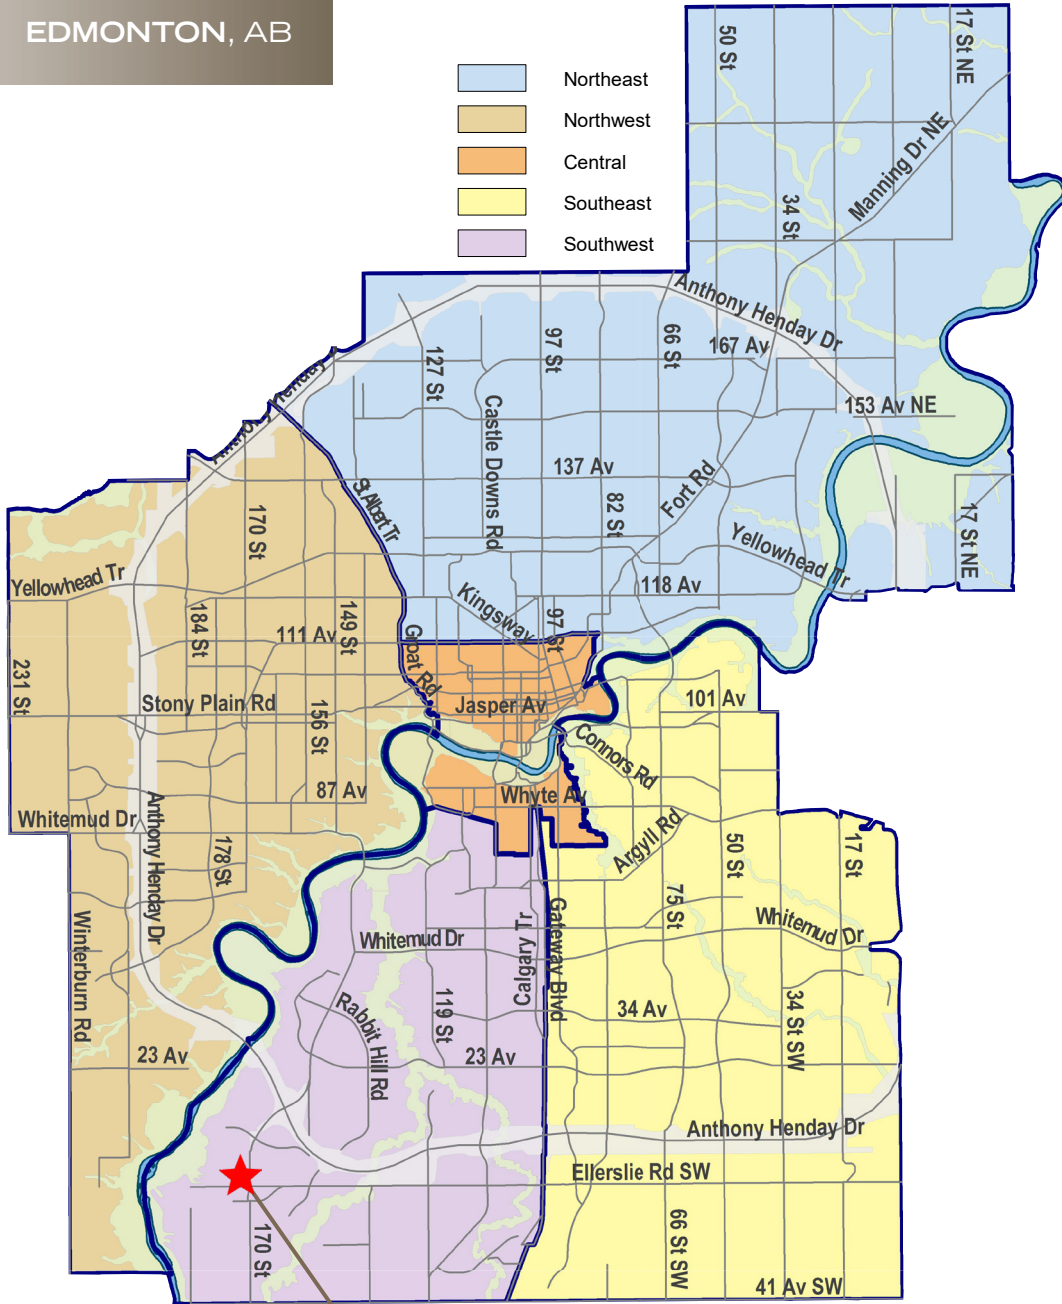 EDMONTON, AB
Northeast
Northwest
Central
Southeast
Southwest
50 St
17 St NE
Manning Dr NE
34 St
Anthony Henday Dr
167 Av
66 St
97 St
127 St
Castle Downs Rd
153 Av NE
Anthony Henday
137 Av
82 St
Fort Rd
St Albert Tr
170 St
17 St NE
Yellowhead Tr
Yellowhead Tr
118 Av
Kingsway
97 St
184 St
111 Av
149 St
Groat Rd
231 St
Stony Plain Rd
156 St
Jasper Av
101 Av
Connors Rd
87 Av
Whyte Av
Whitemud Dr
Anthony Henday Dr
178 St
Argyll Rd
50 St
17 St
75 St
Winterburn Rd
Whitemud Dr
Calgary Tr
Gateway Blvd
Whitemud Dr
Rabbit Hill Rd
119 St
34 Av
34 St SW
23 Av
23 Av
Anthony Henday Dr
Ellerslie Rd SW
170 St
66 St SW
41 Av SW